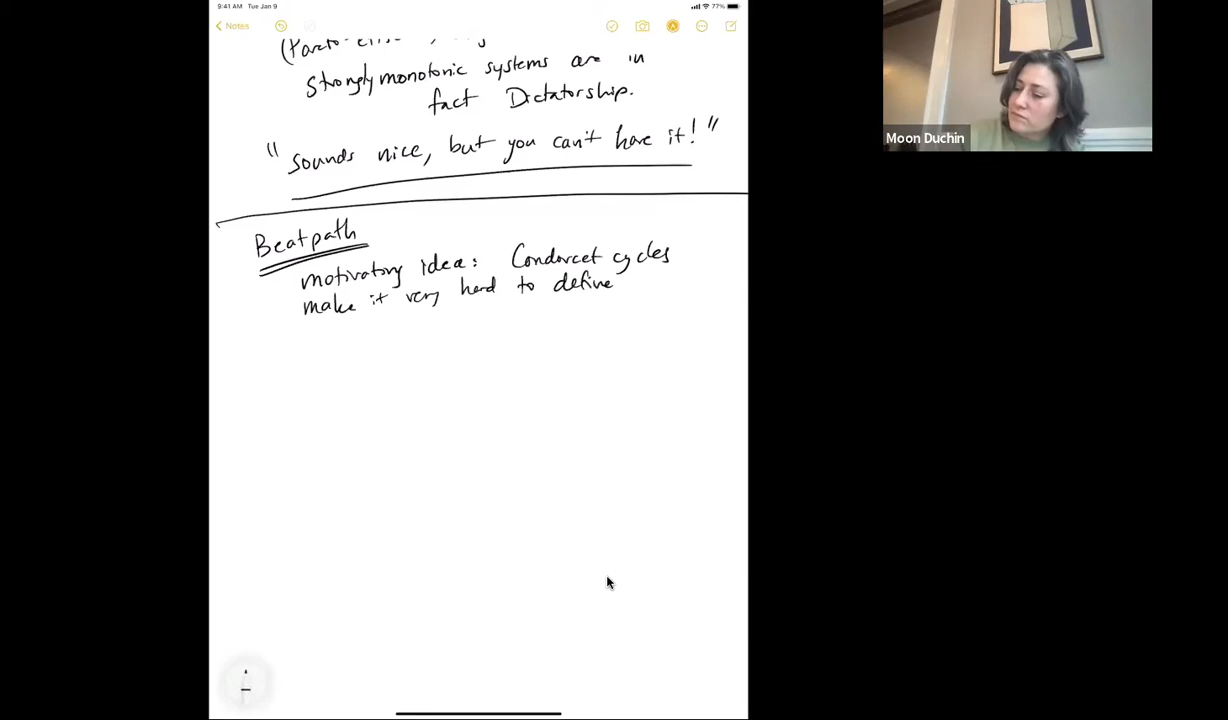 9:41 AM Tue Jan 9
77%
Notes
strongly monotonic systems are in
fact Dictatorship.
"sounds nice, but you can't have it!"
Beatpath
motivating idea: Condorcet cycles
make it very hard to define
Moon Duchin